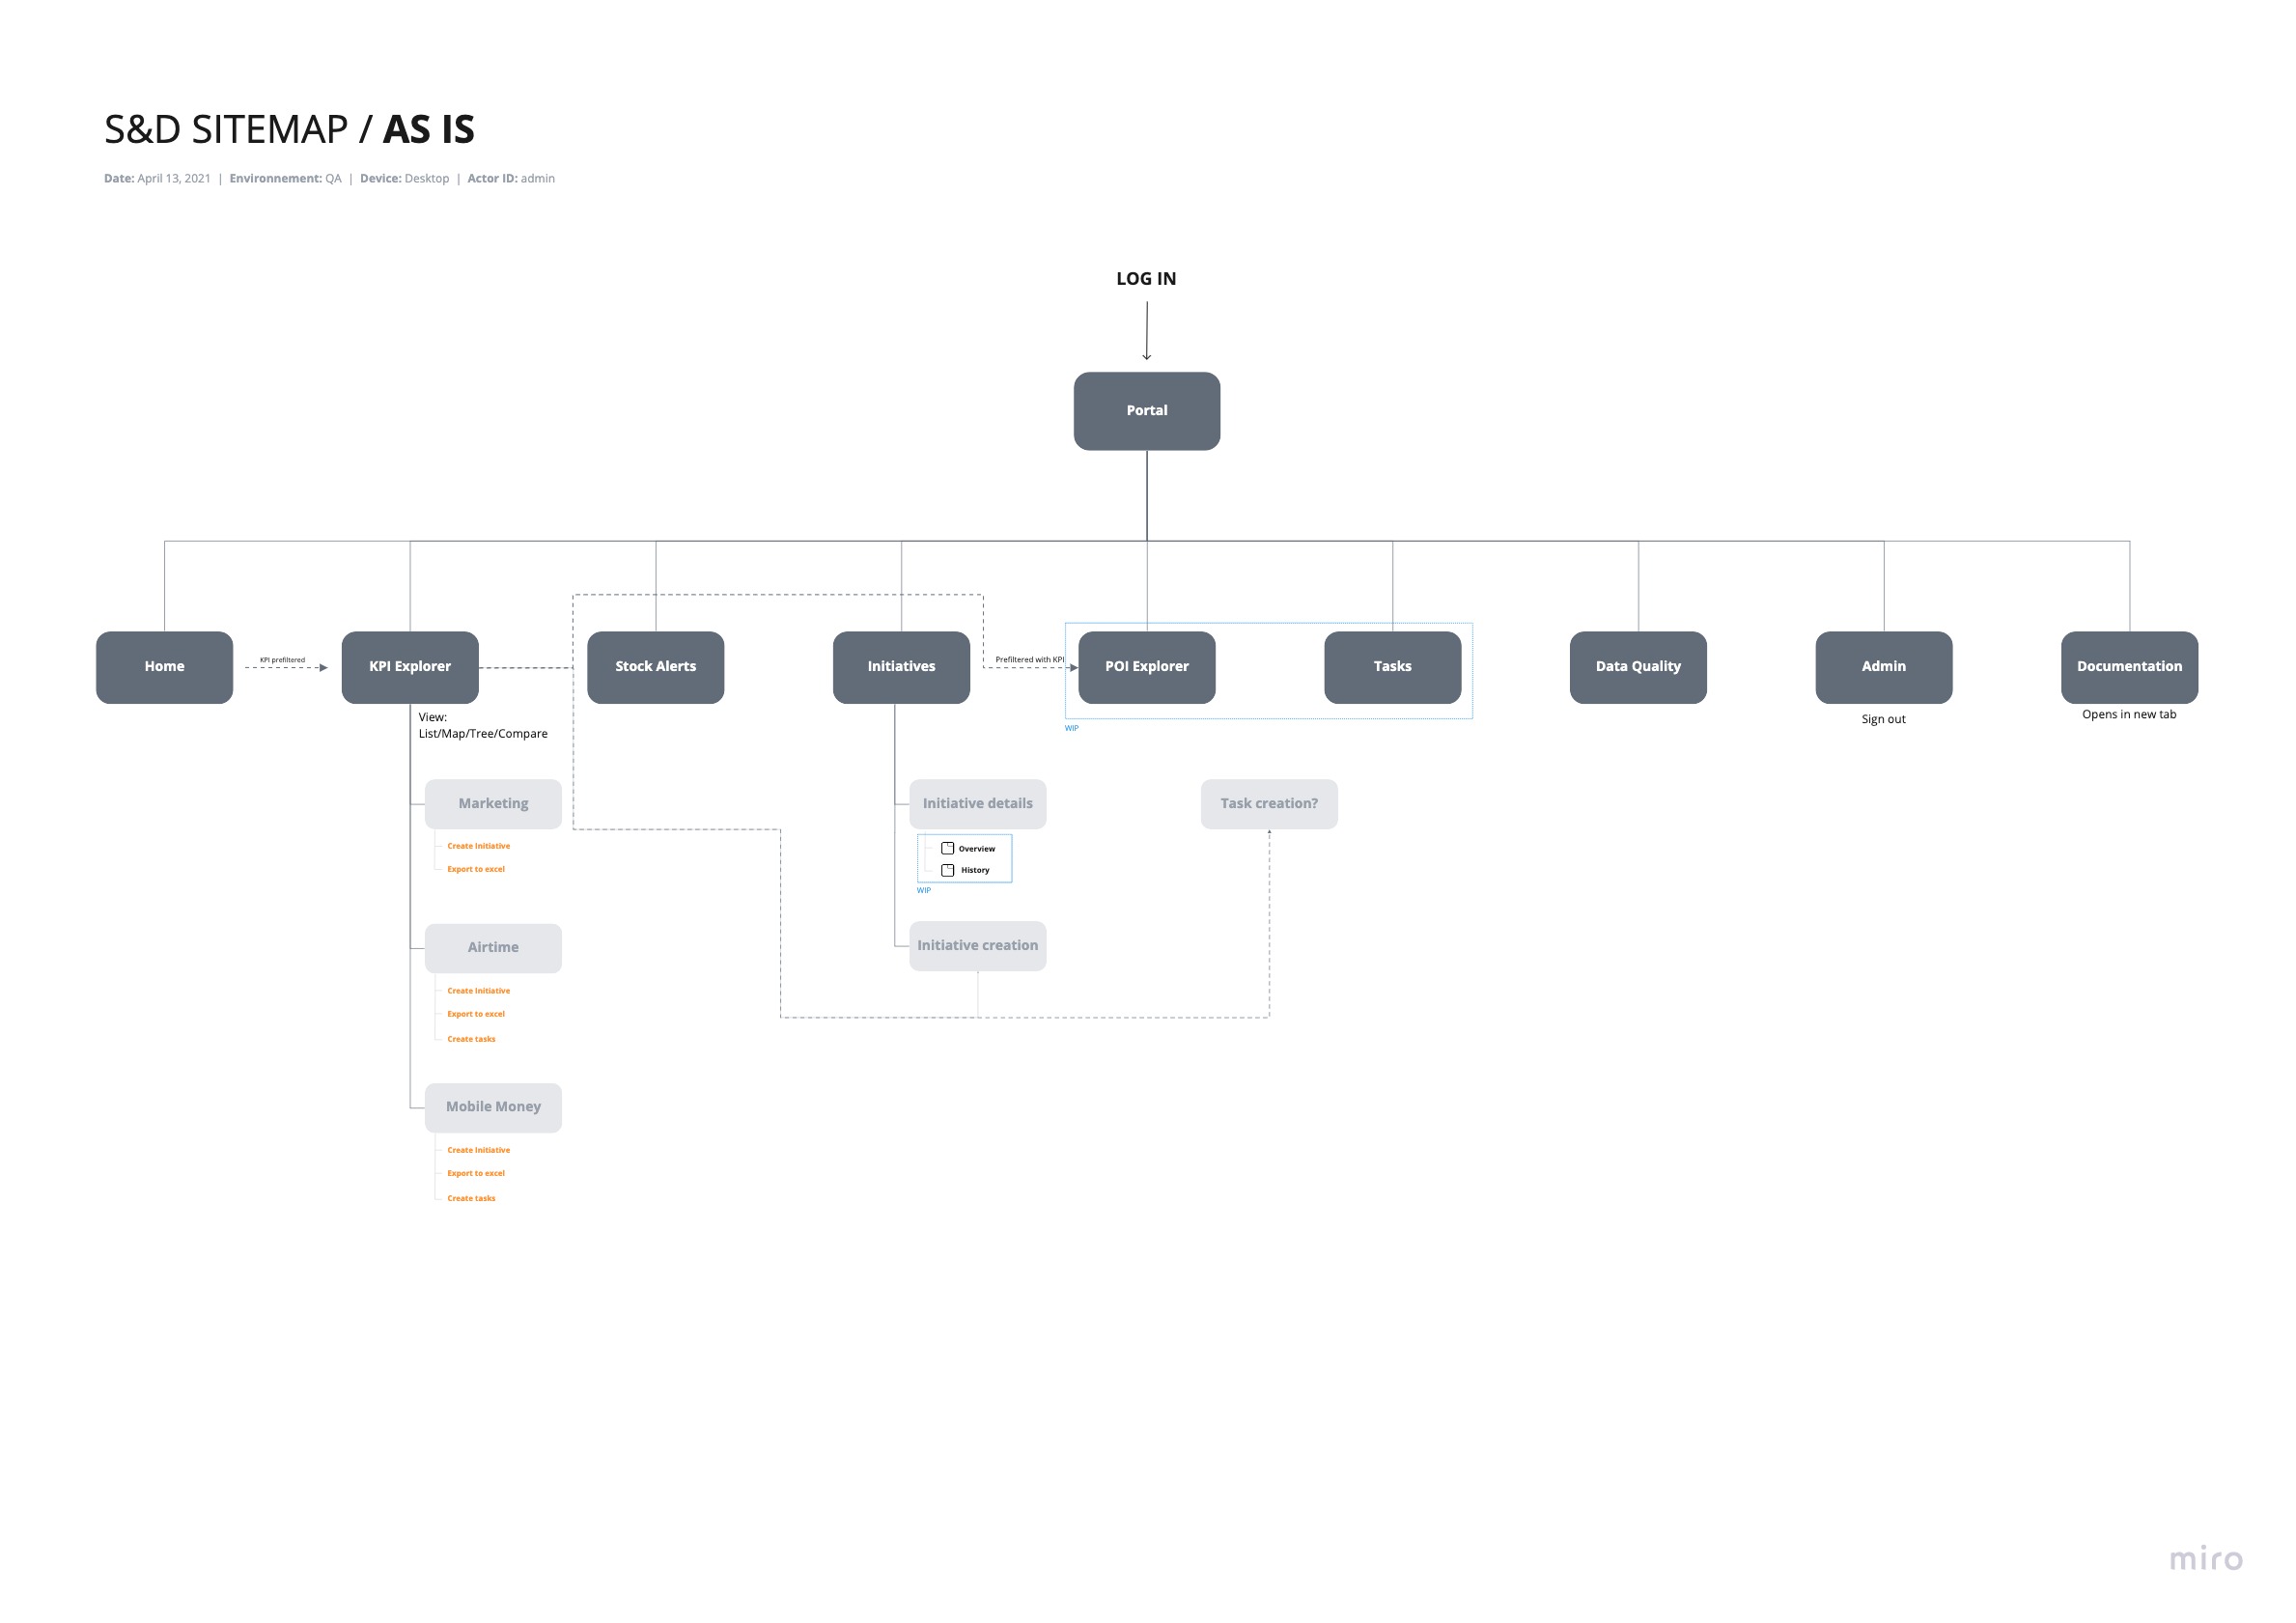 S&D SITEMAP / AS IS
Date: April 13, 2021 | Environnement: QA | Device: Desktop | Actor ID: admin
LOG IN
Portal
Home
KPI prefiltered
KPI Explorer
Stock Alerts
Initiatives
Prefiltered with KPI
POI Explorer
Tasks
Data Quality
Admin
Documentation
View:
List/Map/Tree/Compare
WIP
Sign out
Opens in new tab
Marketing
Create Initiative
Export to excel
Airtime
Create Initiative
Export to excel
Create tasks
Mobile Money
Create Initiative
Export to excel
Create tasks
Initiative details
Overview
History
WIP
Initiative creation
Task creation?
miro